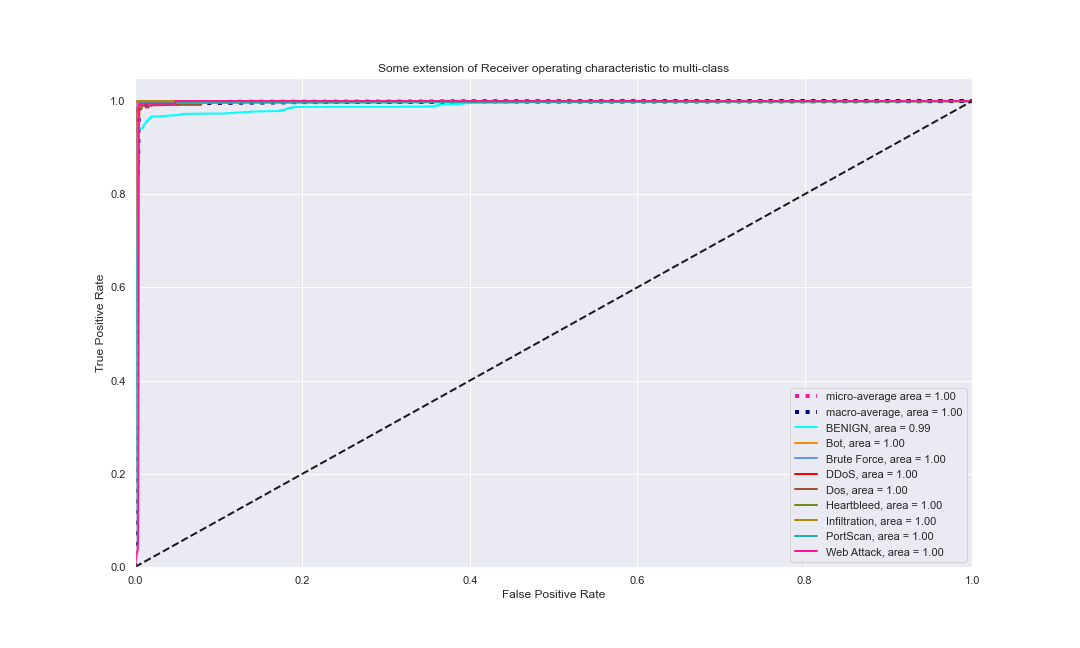 Some extension of Receiver operating characteristic to multi-class
True Positive Rate
1.0
0.8
0.6
0.4
0.2
0.0
micro-average area = 1.00
macro-average, area = 1.00
BENIGN, area = 0.99
Bot, area = 1.00
Brute Force, area = 1.00
DDoS, area = 1.00
Dos, area = 1.00
Heartbleed, area = 1.00
Infiltration, area = 1.00
PortScan, area = 1.00
Web Attack, area = 1.00
0.0 0.2 0.4 0.6 0.8 1.0
False Positive Rate